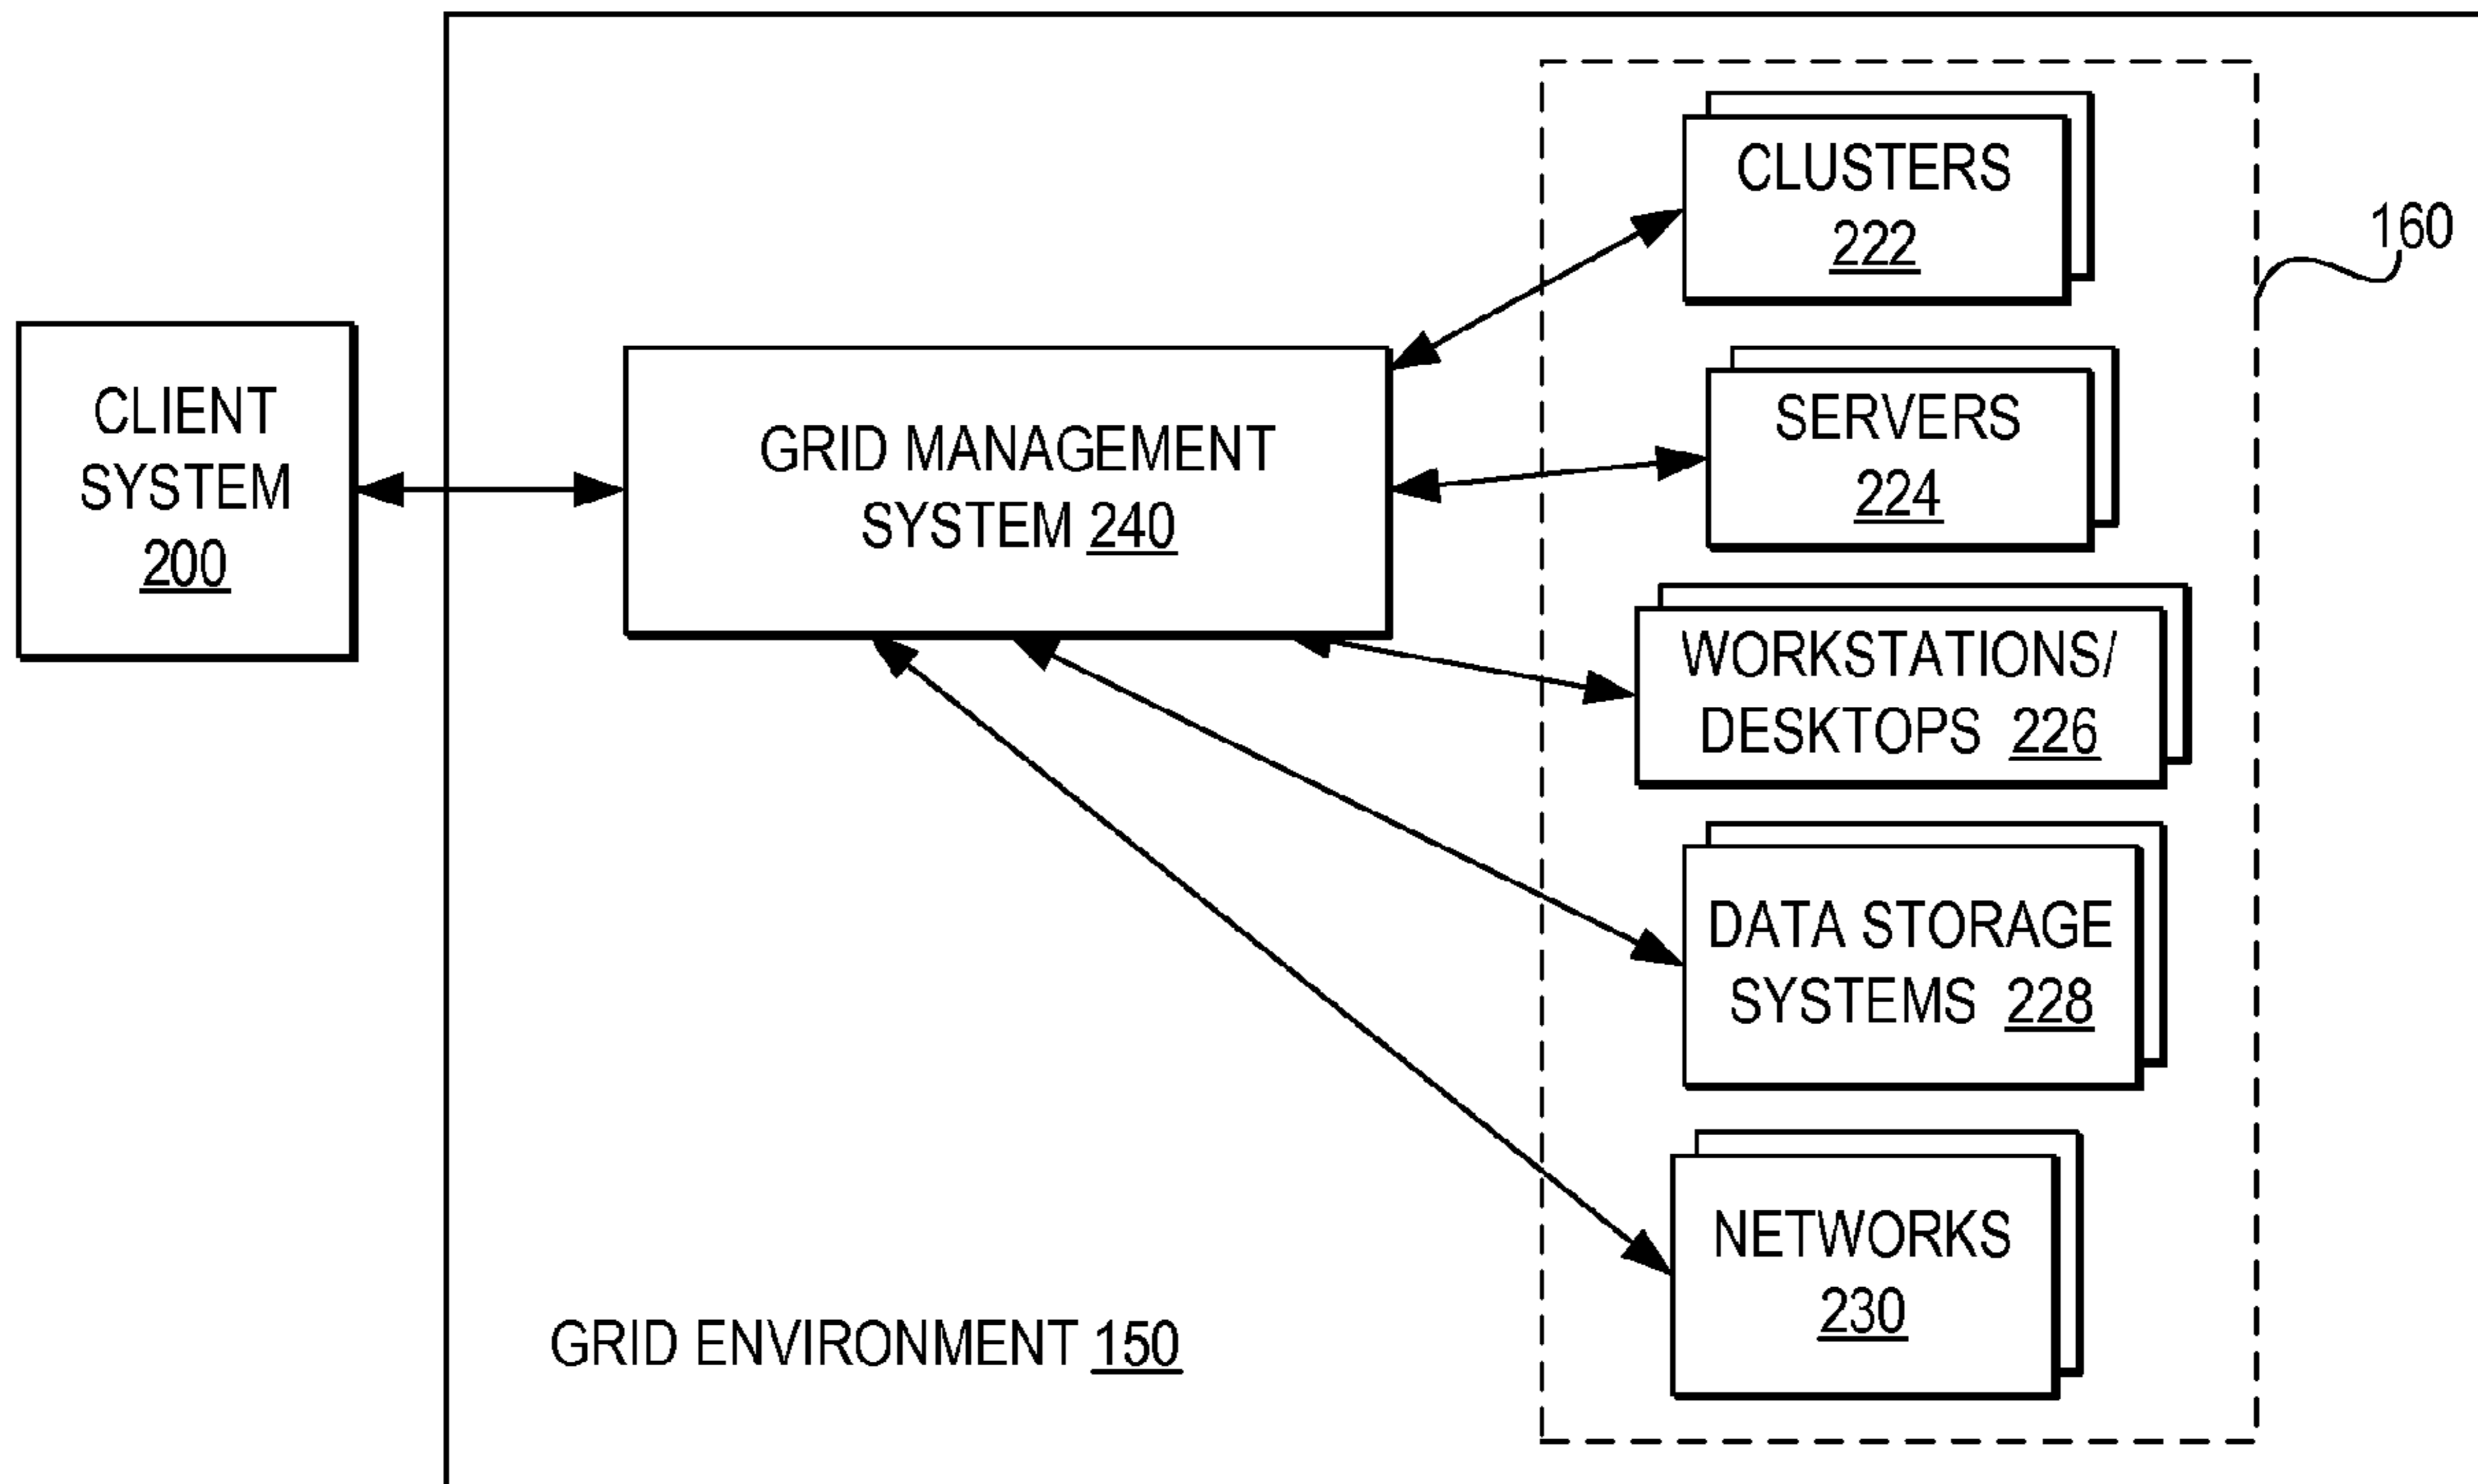 CLIENT
SYSTEM
200
GRID MANAGEMENT
SYSTEM 240
CLUSTERS
222
160
SERVERS
224
WORKSTATIONS/
DESKTOPS 226
DATA STORAGE
SYSTEMS 228
NETWORKS
230
GRID ENVIRONMENT 150